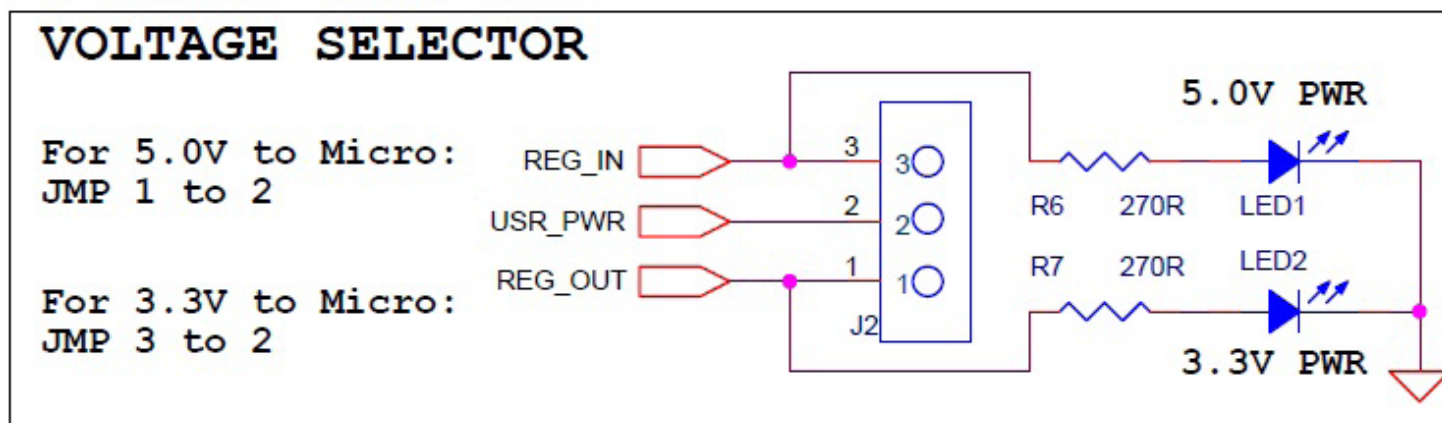 VOLTAGE SELECTOR
5.0V PWR
For 5.0V to Micro:
JMP 1 to 2
REG_IN
3
3
USR_PWR
2
2
R6
270R
LED1
REG_OUT
1
1
R7
270R
LED2
For 3.3V to Micro:
JMP 3 to 2
J2
3.3V PWR